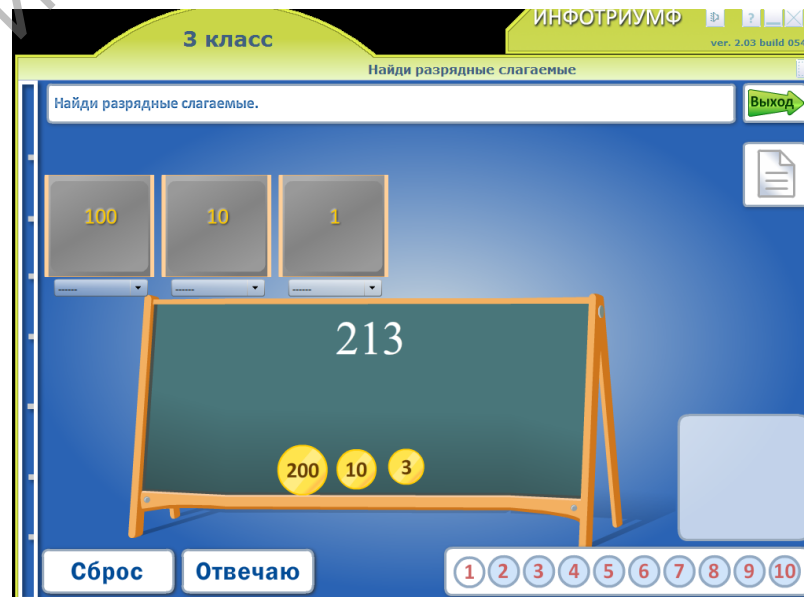 ИНФОТРИУМФ
3 класс
ver. 2.03 build 054
Найди разрядные слагаемые
Найди разрядные слагаемые.
Выход
100 10 1
213
200 10 3
Сброс Отвечаю
1 2 3 4 5 6 7 8 9 10